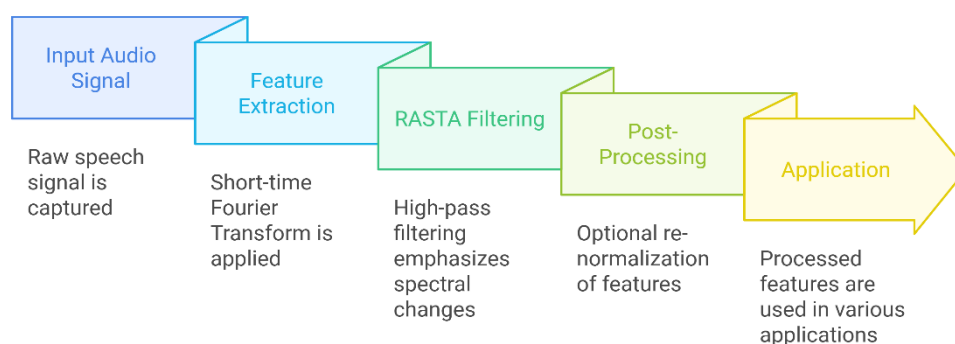 Input Audio
Signal
Raw speech
signal is
captured
Feature
Extraction
Short-time
Fourier
Transform is
applied
RASTA Filtering
High-pass
filtering
emphasizes
spectral
changes
Post-
Processing
Optional re-
normalization
of features
Application
Processed
features are
used in various
applications